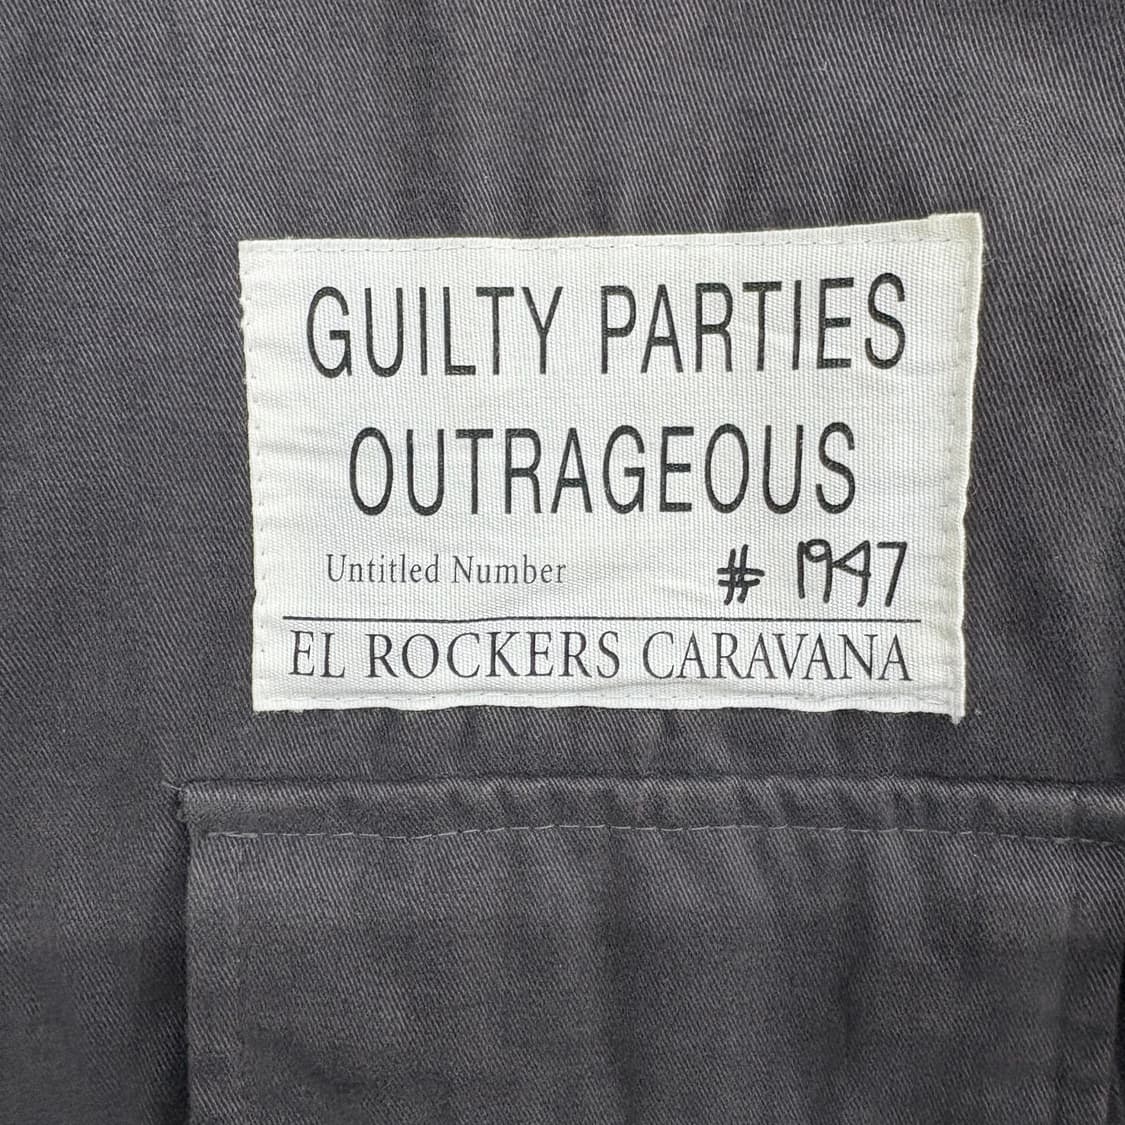 GUILTY PARTIES
OUTRAGEOUS
Untitled Number # 1947
EL ROCKERS CARAVANA